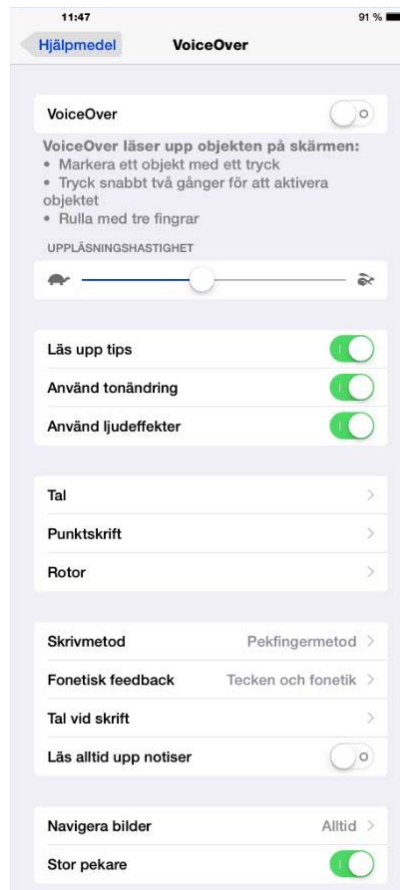 11:47 91 %
Hjälpmedel VoiceOver
VoiceOver
VoiceOver läser upp objekten på skärmen:
• Markera ett objekt med ett tryck
• Tryck snabbt två gånger för att aktivera
objektet
• Rulla med tre fingrar
UPPLÄSNINGSHASTIGHET
Läs upp tips
Använd tonändring
Använd ljudeffekter
Tal
Punktskrift
Rotor
Skrivmetod Pekfingermetod
Fonetisk feedback Tecken och fonetik
Tal vid skrift
Läs alltid upp notiser
Navigera bilder Alltid
Stor pekare